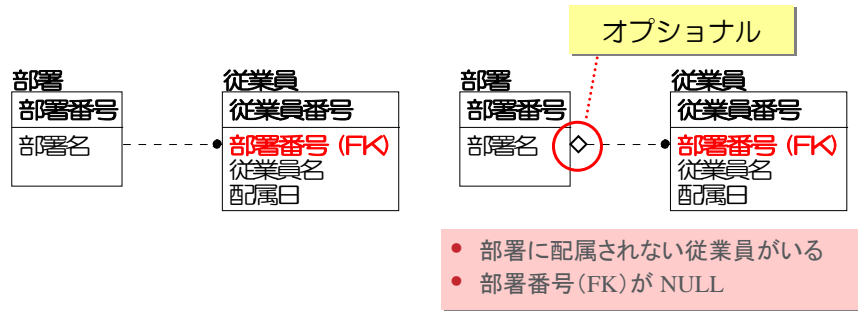 オプショナル
部署
部署番号
部署名
従業員
従業員番号
部署番号 (FK)
従業員名
配属日
部署
部署番号
部署名
従業員
従業員番号
部署番号 (FK)
従業員名
配属日
• 部署に配属されない従業員がいる
• 部署番号(FK)が NULL